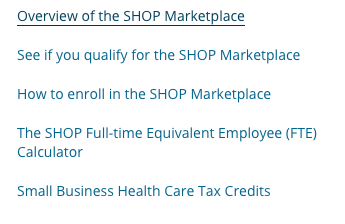 Overview of the SHOP Marketplace
See if you qualify for the SHOP Marketplace
How to enroll in the SHOP Marketplace
The SHOP Full-time Equivalent Employee (FTE)
Calculator
Small Business Health Care Tax Credits